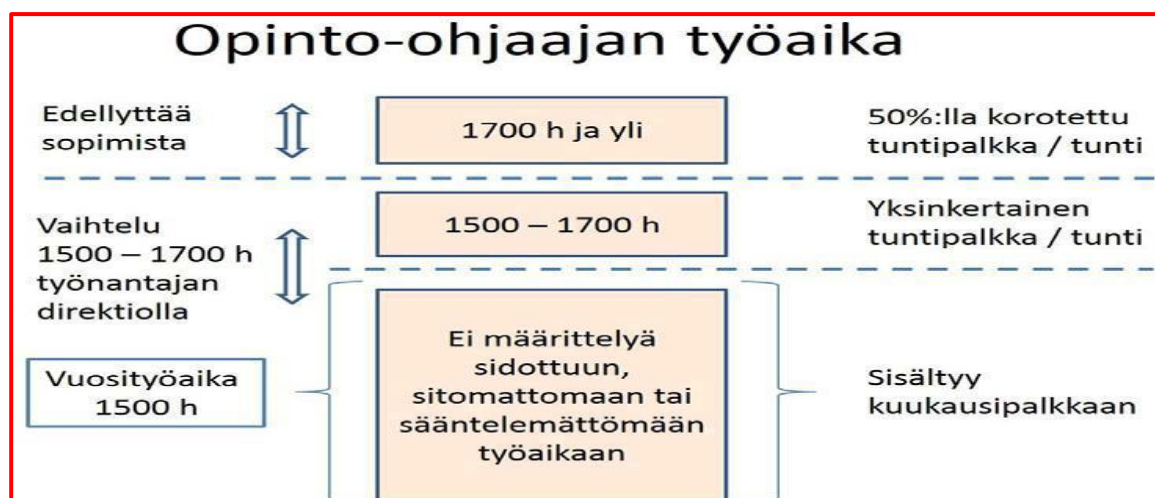 Opinto-ohjaajan työaika
Edellyttää
sopimista
1700 h ja yli
50%:lla korotettu
tuntipalkka / tunti
Vaihtelu
1500 – 1700 h
työnantajan
direktiolla
1500 – 1700 h
Yksinkertainen
tuntipalkka / tunti
Vuosityöaika
1500 h
Ei määrittelyä
sidottuun,
sitomattomaan tai
sääntelemättömään
työaikaan
Sisältyy
kuukausipalkkaan